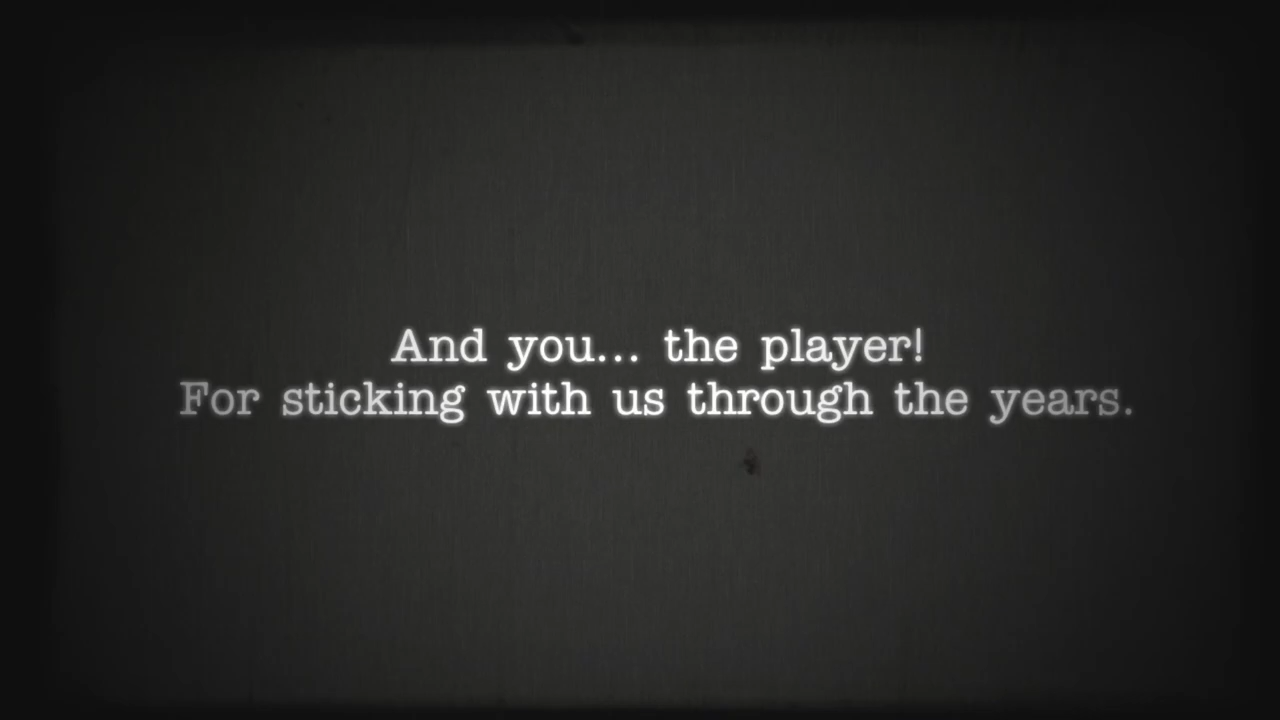 And you... the player!
For sticking with us through the years.